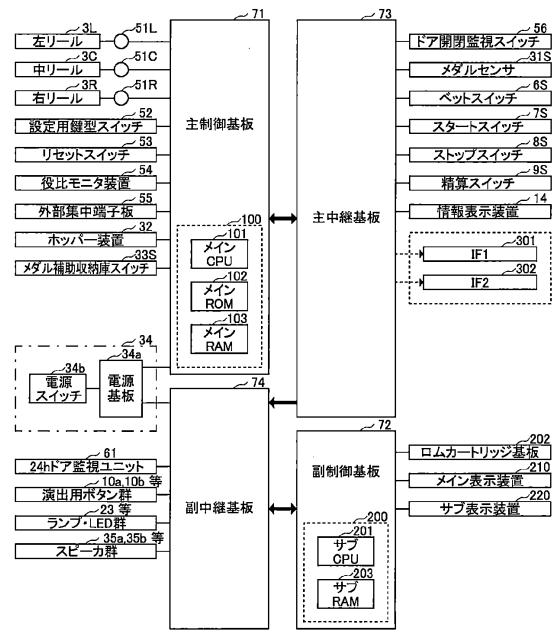 71
主制御基板
3L
左リール
51L
3C
中リール
51C
3R
右リール
51R
52
設定用鍵型スイッチ
53
リセットスイッチ
54
役比モニタ装置
55
外部集中端子板
32
ホッパー装置
33S
メダル補助収納庫スイッチ
100
101
メイン
CPU
102
メイン
ROM
103
メイン
RAM
34
34b
電源
スイッチ
34a
電源
基板
73
主中継基板
56
ドア開閉監視スイッチ
31S
メダルセンサ
6S
ベットスイッチ
7S
スタートスイッチ
8S
ストップスイッチ
9S
精算スイッチ
14
情報表示装置
301
IF1
302
IF2
74
副中継基板
61
24hドア監視ユニット
10a,10b 等
演出用ボタン群
23 等
ランプ・LED群
35a,35b 等
スピーカ群
72
副制御基板
202
ロムカートリッジ基板
210
メイン表示装置
220
サブ表示装置
200
201
サブ
CPU
203
サブ
RAM